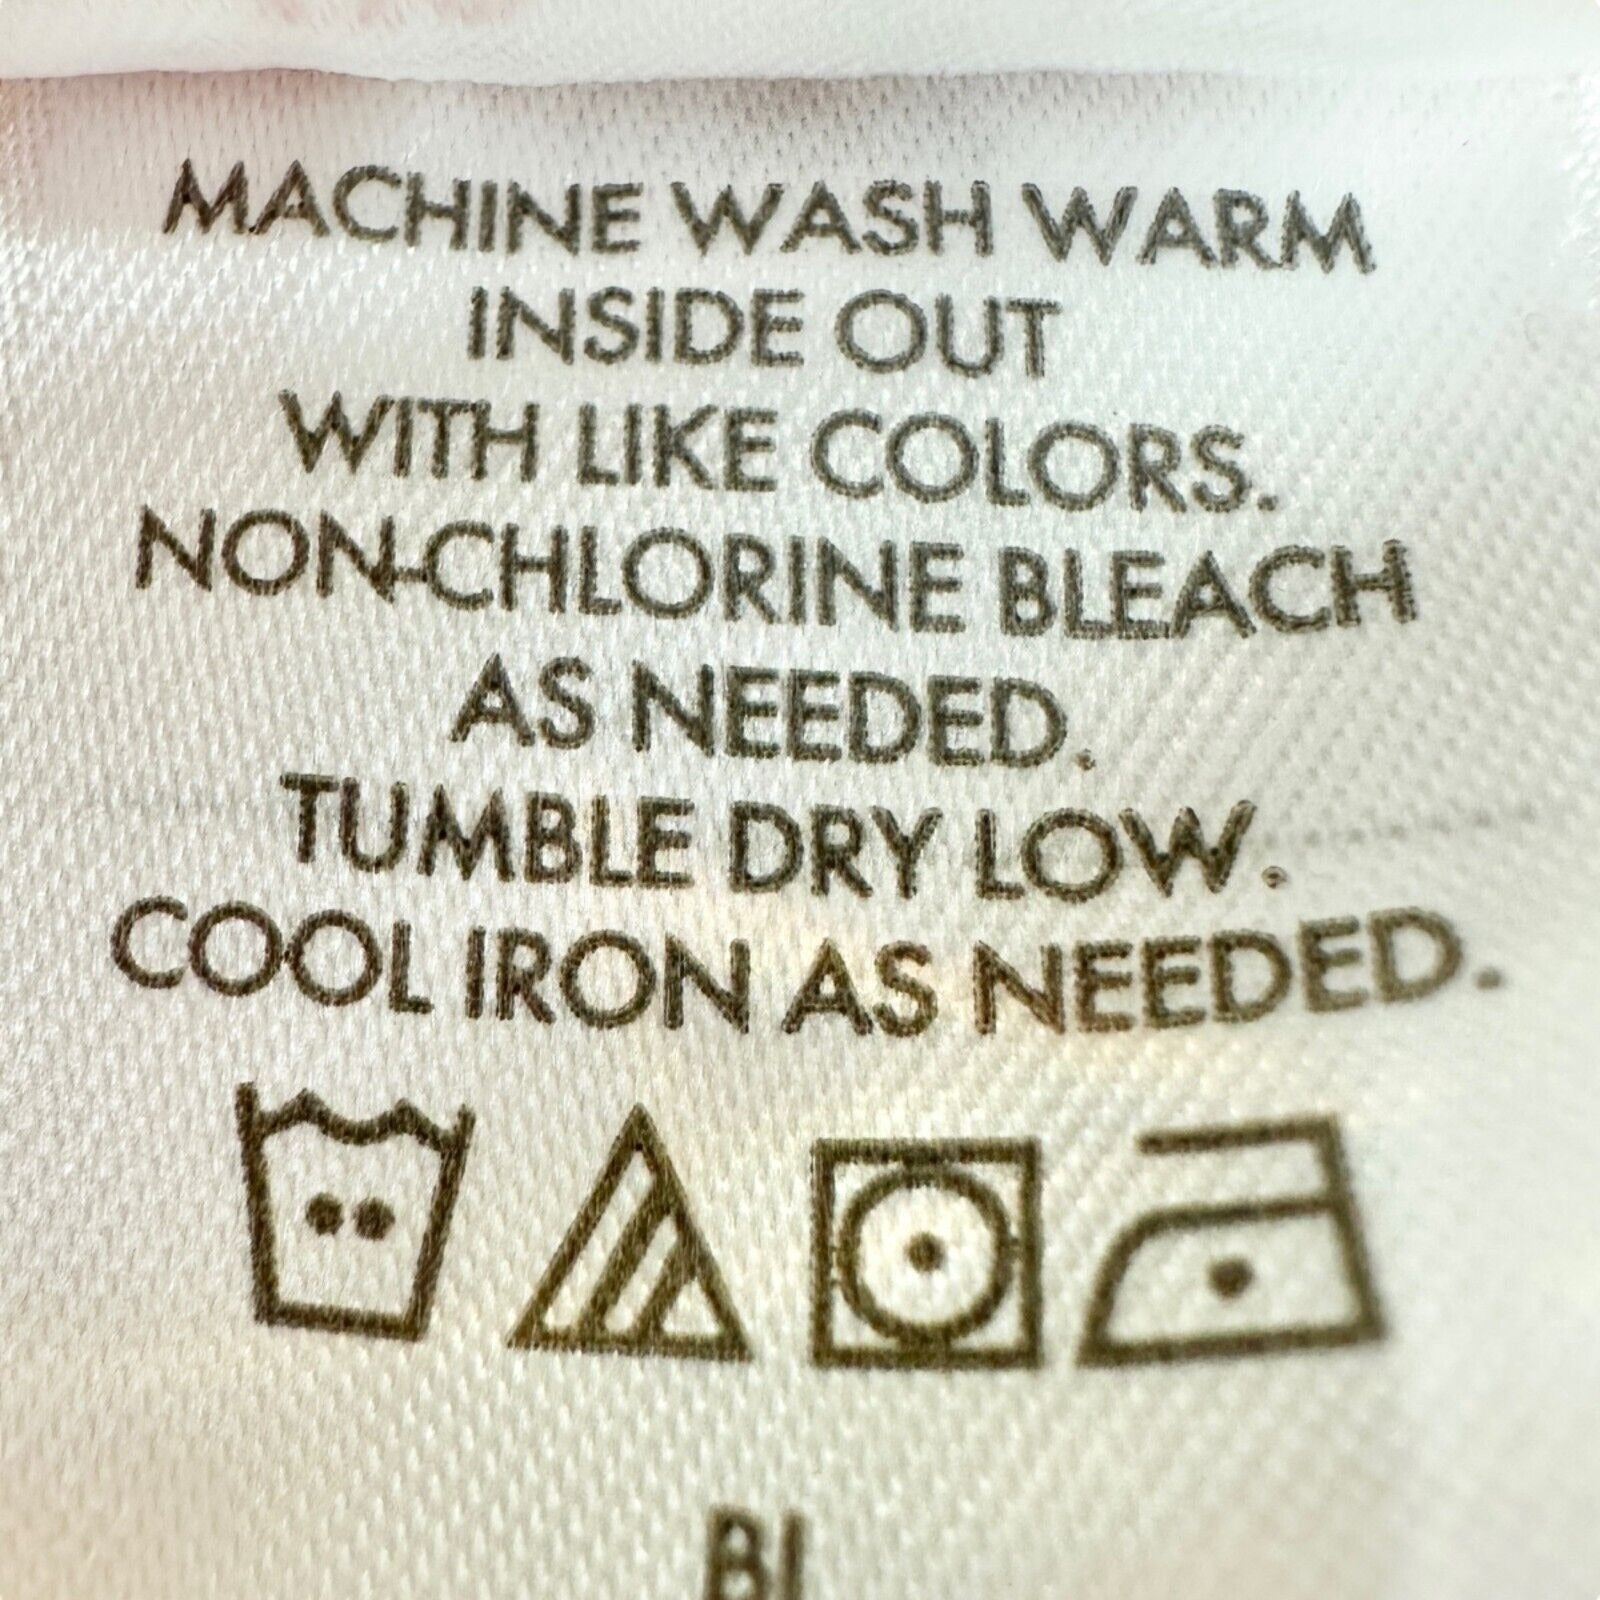 MACHINE WASH WARM
INSIDE OUT
WITH LIKE COLORS.
NON-CHLORINE BLEACH
AS NEEDED.
TUMBLE DRY LOW.
COOL IRON AS NEEDED.